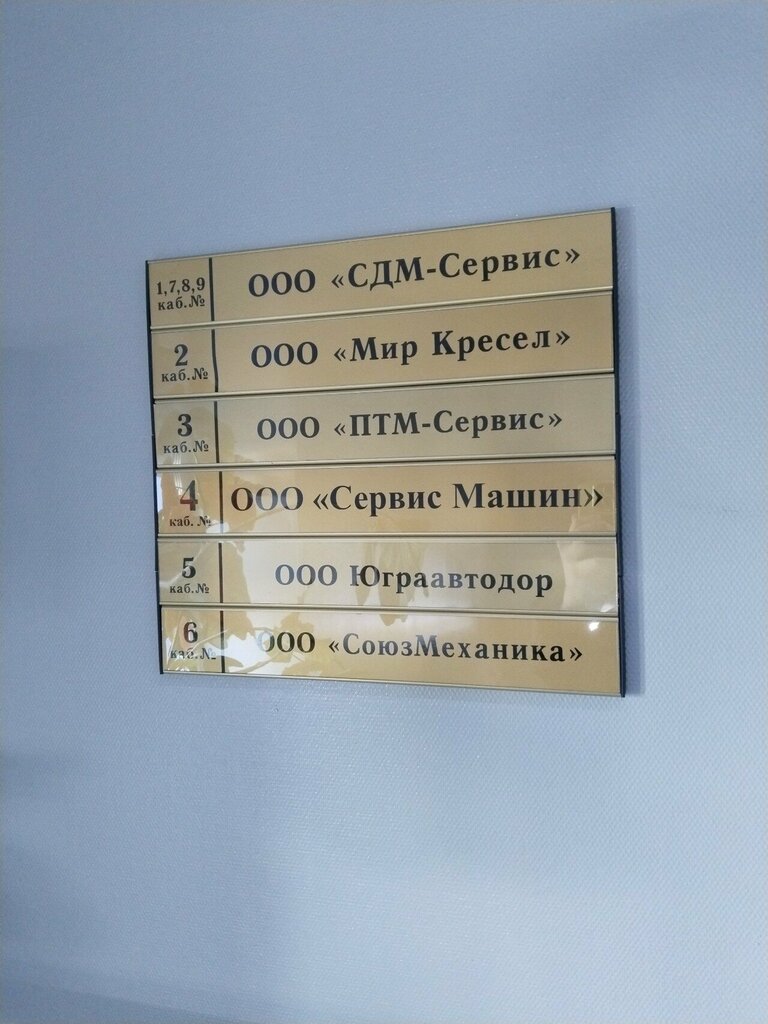 1,7,8,9
каб.№
ООО «СДМ-Сервис»
2
каб.№
ООО «Мир Кресел»
3
каб.№
ООО «ПТМ-Сервис»
4
каб. №
ООО «Сервис Машин»
5
каб.№
ООО Юграавтодор
6
каб.№
ООО «СоюзМеханика»